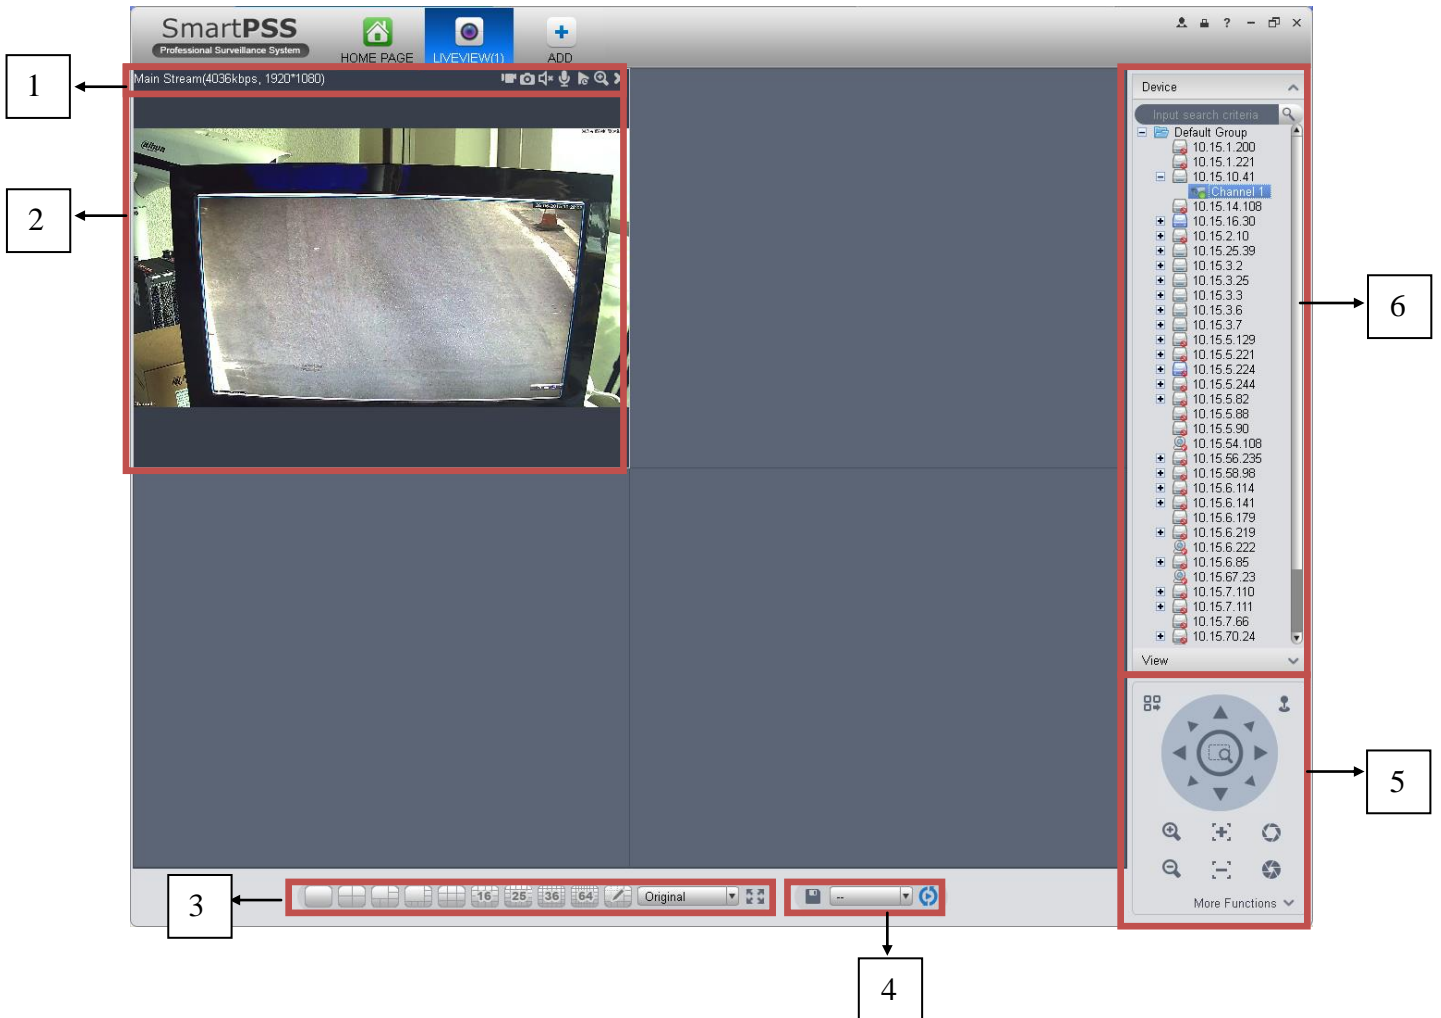 SmartPSS
Professional Surveillance System
HOME PAGE
LIVEVIEW(1)
ADD
?
1
Main Stream(4036kbps, 1920*1080)
alhua
2
Device
Input search criteria
Default Group
10.15.1.200
10.15.1.221
10.15.10.41
Channel 1
10.15.14.108
10.15.16.30
10.15.2.10
10.15.25.39
10.15.3.2
10.15.3.25
10.15.3.3
10.15.3.6
10.15.3.7
10.15.5.129
10.15.5.221
10.15.5.224
10.15.5.244
10.15.5.82
10.15.5.88
10.15.5.90
10.15.54.108
10.15.56.235
10.15.58.98
10.15.6.114
10.15.6.141
10.15.6.179
10.15.6.219
10.15.6.222
10.15.6.85
10.15.67.23
10.15.7.110
10.15.7.111
10.15.7.66
10.15.70.24
View
6
5
More Functions
3
16 25 36 64 Original
--
4